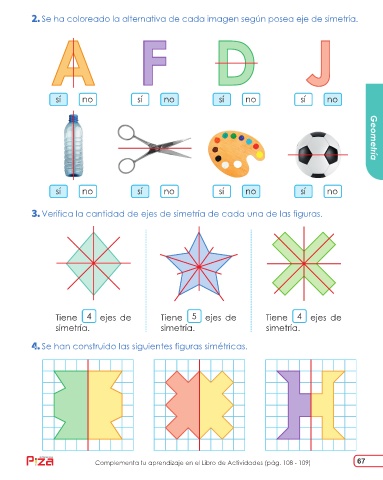 2. Se ha coloreado la alternativa de cada imagen según posea eje de simetría.
A F D J
sí no sí no sí no sí no
sí no sí no sí no sí no
Geometría
3. Verifica la cantidad de ejes de simetría de cada una de las figuras.
Tiene 4 ejes de simetría.
Tiene 5 ejes de simetría.
Tiene 4 ejes de simetría.
4. Se han construido las siguientes figuras simétricas.
Pizza
Complementa tu aprendizaje en el Libro de Actividades (pág. 108 - 109)
67